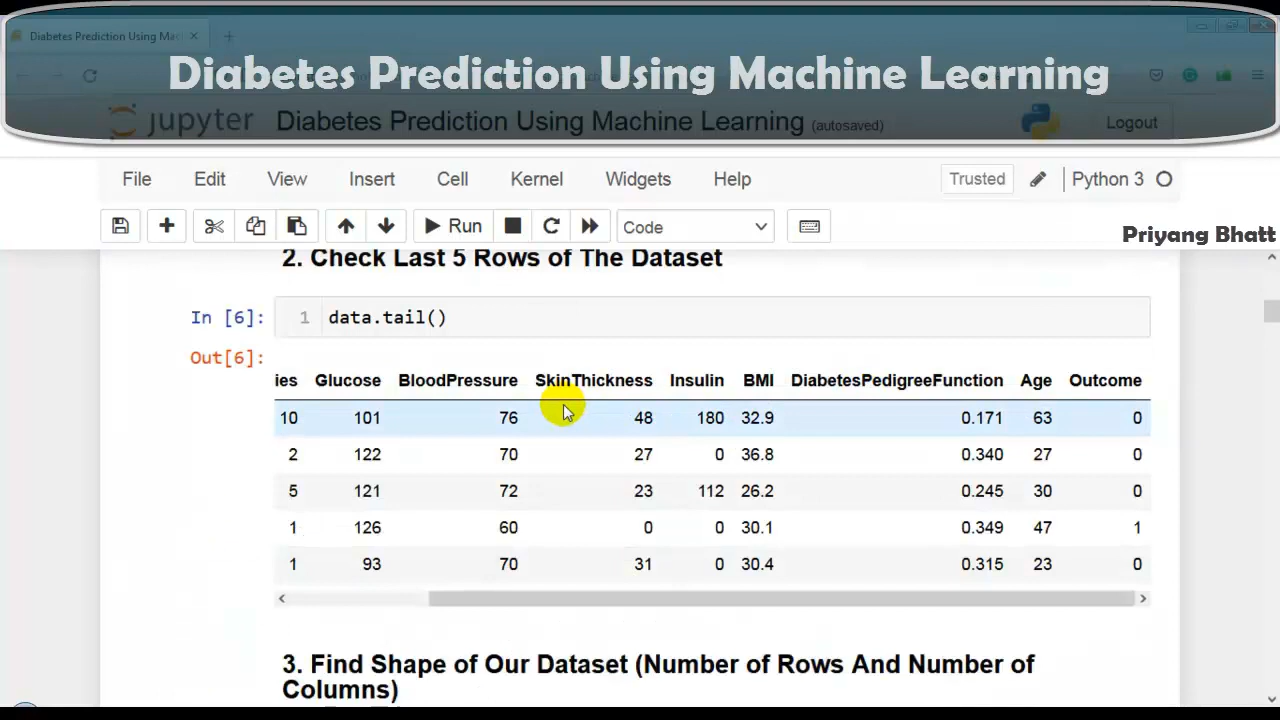 Diabetes Prediction Using Mac
Diabetes Prediction Using Machine Learning
jupyter Diabetes Prediction Using Machine Learning (autosaved) Logout
File Edit View Insert Cell Kernel Widgets Help Trusted Python 3
Run Code
Priyang Bhatt
2. Check Last 5 Rows of The Dataset
In [6]: 1 data.tail()
Out[6]:
ies Glucose BloodPressure SkinThickness Insulin BMI DiabetesPedigreeFunction Age Outcome
10 101 76 48 180 32.9 0.171 63 0
2 122 70 27 0 36.8 0.340 27 0
5 121 72 23 112 26.2 0.245 30 0
1 126 60 0 0 30.1 0.349 47 1
1 93 70 31 0 30.4 0.315 23 0
3. Find Shape of Our Dataset (Number of Rows And Number of
Columns)